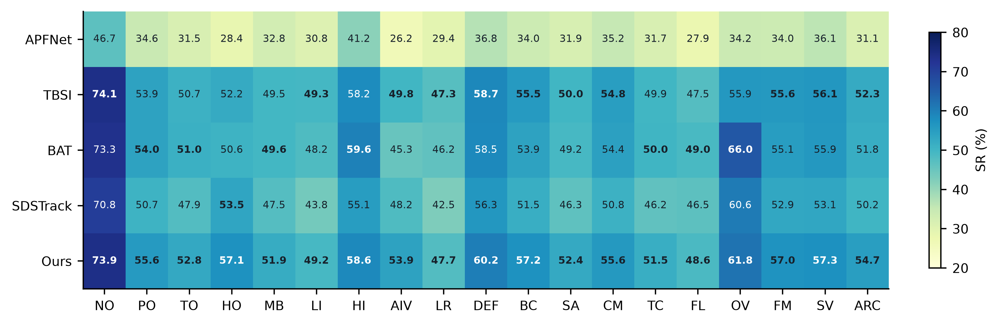 APFNet 46.7 34.6 31.5 28.4 32.8 30.8 41.2 26.2 29.4 36.8 34.0 31.9 35.2 31.7 27.9 34.2 34.0 36.1 31.1
TBSI 74.1 53.9 50.7 52.2 49.5 49.3 58.2 49.8 47.3 58.7 55.5 50.0 54.8 49.9 47.5 55.9 55.6 56.1 52.3
BAT 73.3 54.0 51.0 50.6 49.6 48.2 59.6 45.3 46.2 58.5 53.9 49.2 54.4 50.0 49.0 66.0 55.1 55.9 51.8
SDSTrack 70.8 50.7 47.9 53.5 47.5 43.8 55.1 48.2 42.5 56.3 51.5 46.3 50.8 46.2 46.5 60.6 52.9 53.1 50.2
Ours 73.9 55.6 52.8 57.1 51.9 49.2 58.6 53.9 47.7 60.2 57.2 52.4 55.6 51.5 48.6 61.8 57.0 57.3 54.7
NO PO TO HO MB LI HI AIV LR DEF BC SA CM TC FL OV FM SV ARC
80
70
60
50
40
30
20
SR (%)